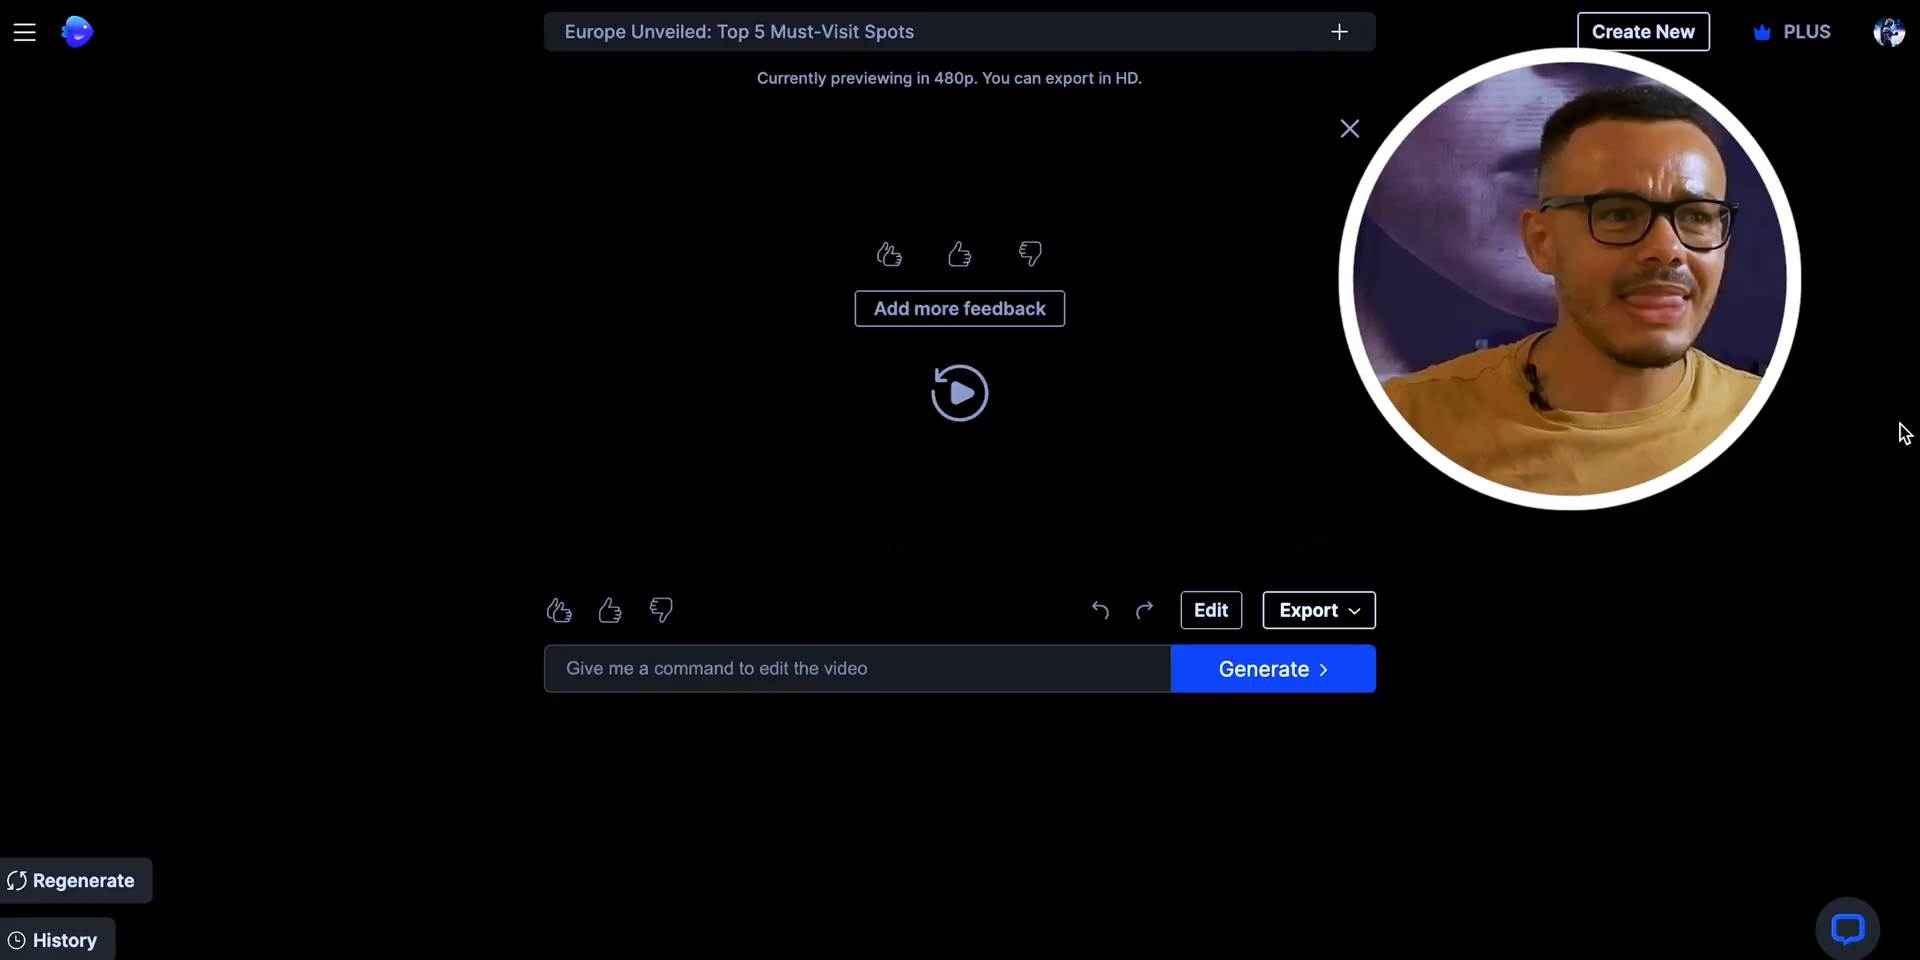 Europe Unveiled: Top 5 Must-Visit Spots
Create New
PLUS
Currently previewing in 480p. You can export in HD.
Add more feedback
Edit
Export
Give me a command to edit the video
Generate
Regenerate
History